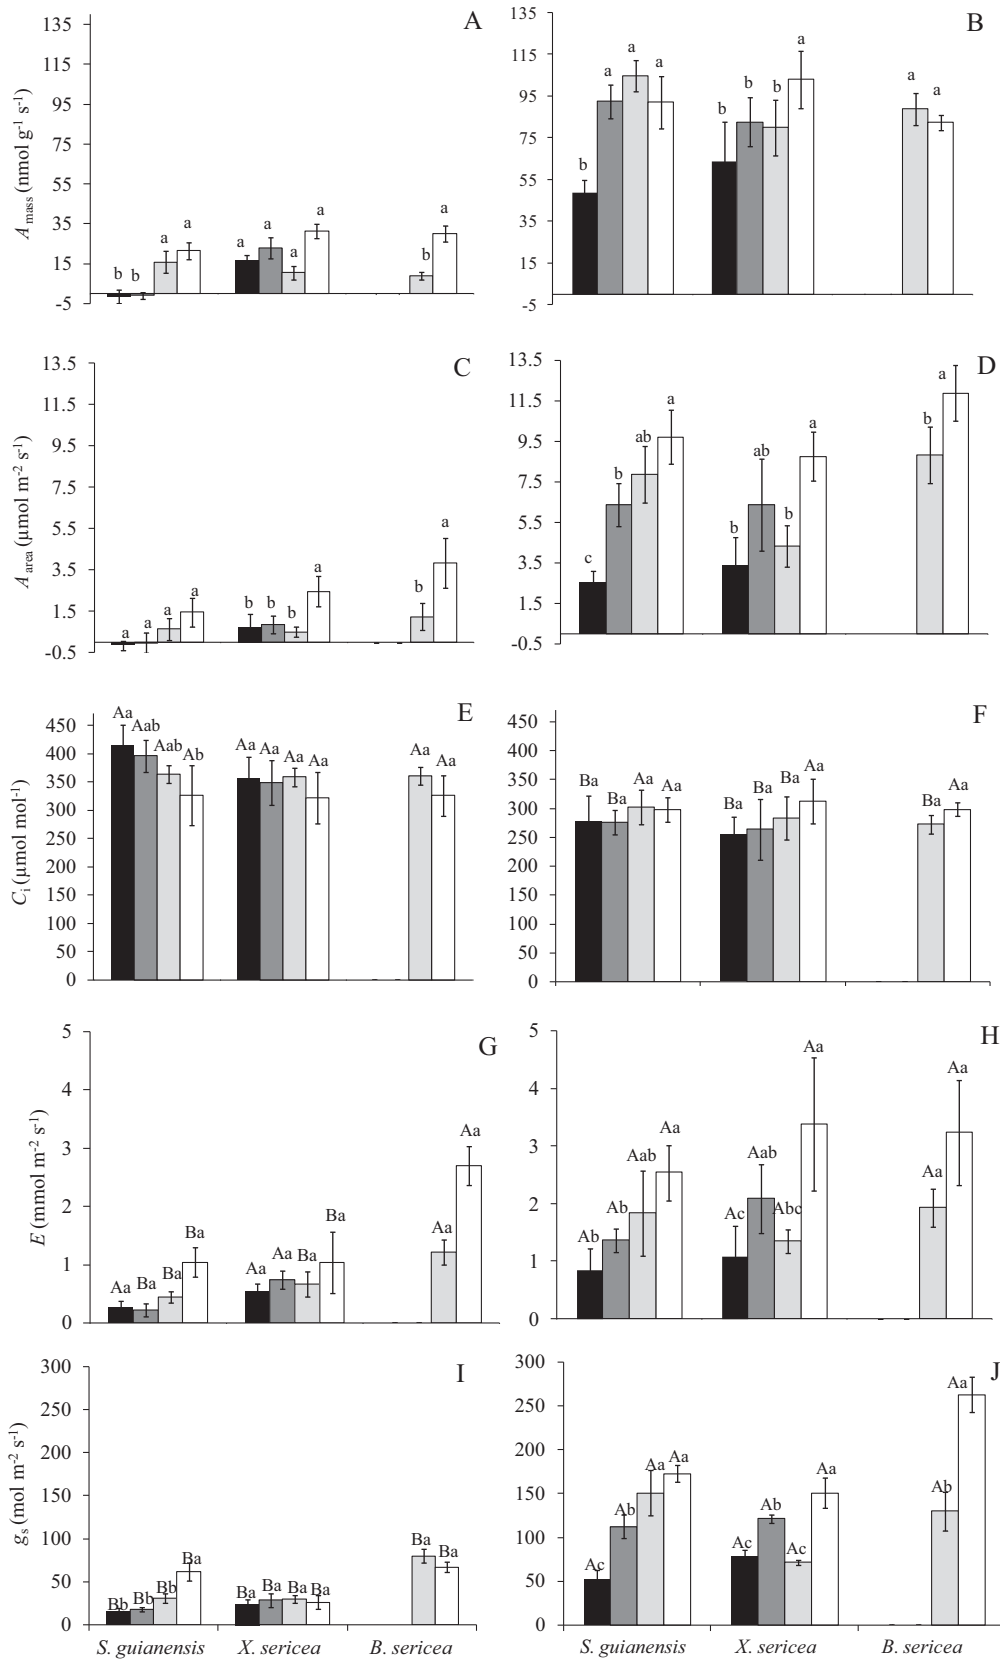 A
135
115
95
75
55
35
15
-5
A mass (nmol g-1 s-1)
b b a a a a a a b a
B
135
115
95
75
55
35
15
-5
b a a a b b b a a a
C
13.5
11.5
9.5
7.5
5.5
3.5
1.5
-0.5
A area (µmol m-2 s-1)
a a a a b b b a b a
D
13.5
11.5
9.5
7.5
5.5
3.5
1.5
-0.5
c b ab a b ab b a b a
E
450
400
350
300
250
200
150
100
50
0
Ci (µmol mol-1)
Aa Aab Aab Ab Aa Aa Aa Aa Aa Aa
F
450
400
350
300
250
200
150
100
50
0
Ba Ba Aa Aa Ba Ba Ba Aa Ba Aa
G
5
4
3
2
1
0
E (mmol m-2 s-1)
Aa Ba Ba Ba Aa Aa Ba Ba Aa Aa
H
5
4
3
2
1
0
Ab Ab Aab Aa Ac Aab Abc Aa Aa Aa
I
300
250
200
150
100
50
0
gs (mol m-2 s-1)
Bb Bb Bb Ba Ba Ba Ba Ba Ba Ba
S. guianensis X. sericea B. sericea
J
300
250
200
150
100
50
0
Ac Ab Aa Aa Ac Ab Ac Aa Ab Aa
S. guianensis X. sericea B. sericea